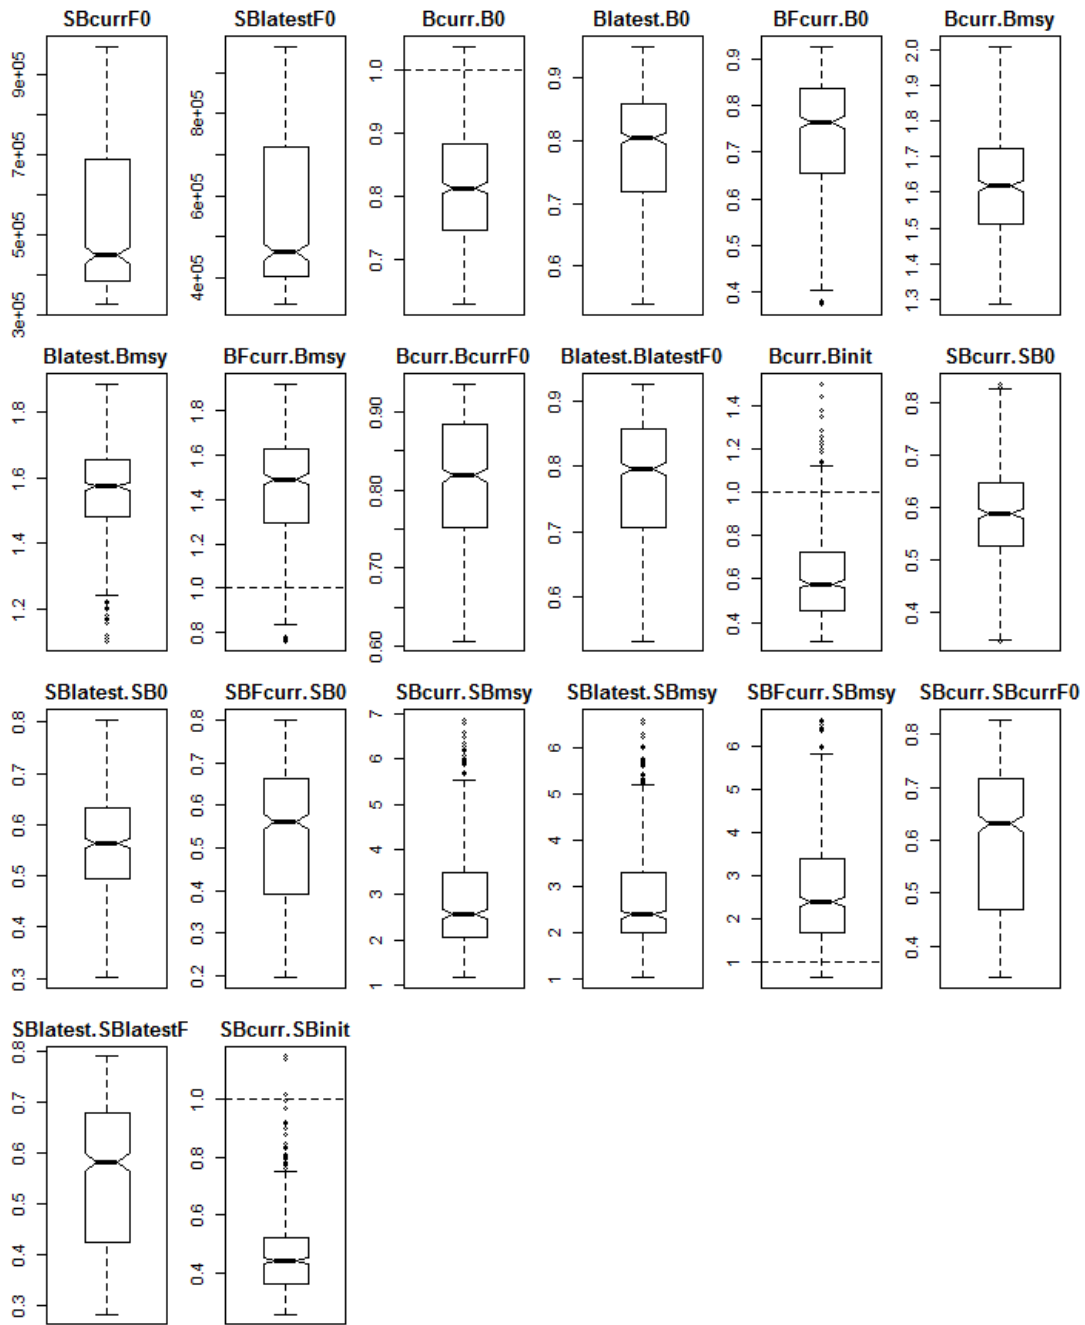 SBcurrF0 SBlatestF0 Bcurr.B0 Blatest.B0 BFcurr.B0 Bcurr.Bmsy
3e+05 5e+05 7e+05 9e+05
4e+05 6e+05 8e+05
0.7 0.8 0.9 1.0
0.6 0.7 0.8 0.9
0.4 0.5 0.6 0.7 0.8 0.9
1.3 1.4 1.5 1.6 1.7 1.8 1.9 2.0
Blatest.Bmsy BFcurr.Bmsy Bcurr.BcurrF0 Blatest.BlatestF0 Bcurr.Binit SBcurr.SB0
1.2 1.4 1.6 1.8
0.8 1.0 1.2 1.4 1.6 1.8
0.60 0.70 0.80 0.90
0.6 0.7 0.8 0.9
0.4 0.6 0.8 1.0 1.2 1.4
0.4 0.5 0.6 0.7 0.8
SBlatest.SB0 SBFcurr.SB0 SBcurr.SBmsy SBlatest.SBmsy SBFcurr.SBmsy SBcurr.SBcurrF0
0.3 0.4 0.5 0.6 0.7 0.8
0.2 0.3 0.4 0.5 0.6 0.7 0.8
1 2 3 4 5 6 7
1 2 3 4 5 6
1 2 3 4 5 6
0.4 0.5 0.6 0.7 0.8
SBlatest.SBlatestF SBcurr.SBinit
0.3 0.4 0.5 0.6 0.7 0.8
0.4 0.6 0.8 1.0